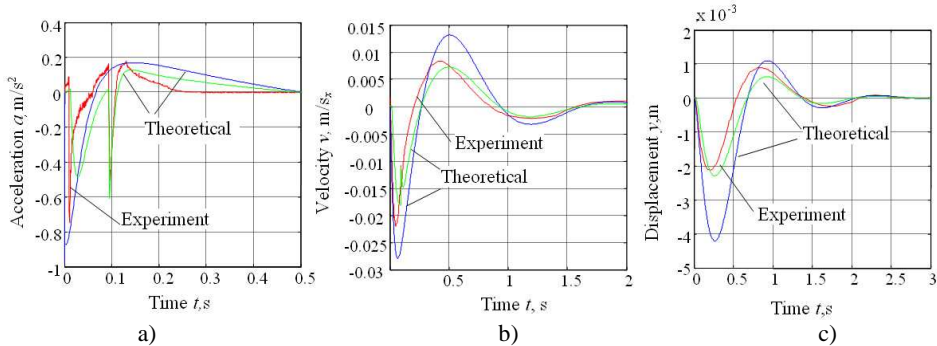 Acceleration a, m/s²
0.4
0.2
0
-0.2
-0.4
-0.6
-0.8
-1
Theoretical
Experiment
0
0.1
0.2
0.3
0.4
0.5
Time t,s
a)
Velocity v, m/sₓ
0.015
0.01
0.005
0
-0.005
-0.01
-0.015
-0.02
-0.025
-0.03
Experiment
Theoretical
0.5
1
1.5
2
Time t, s
b)
Displacement y,m
x 10⁻³
2
1
0
-1
-2
-3
-4
-5
Theoretical
Experiment
0
0.5
1
1.5
2
2.5
3
Time t,s
c)